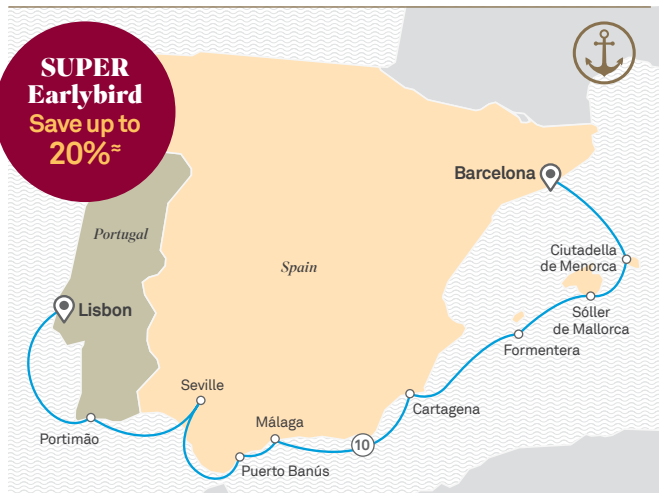 SUPER
Earlybird
Save up to
20%≈
Portugal
Spain
Barcelona
Ciutadella
de Menorca
Lisbon
Sóller
de Mallorca
Formentera
Seville
Cartagena
Málaga
Portimão
10
Puerto Banús